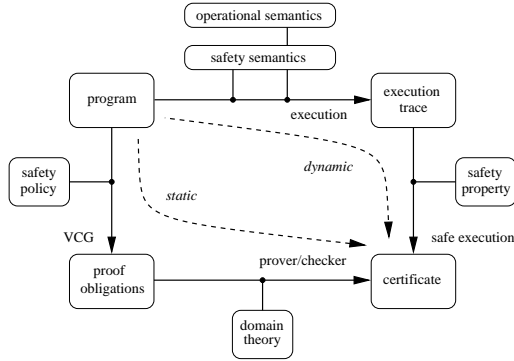 operational semantics
safety semantics
program
execution
trace
execution
dynamic
safety
policy
static
safety
property
VCG
safe execution
proof
obligations
prover/checker
certificate
domain
theory